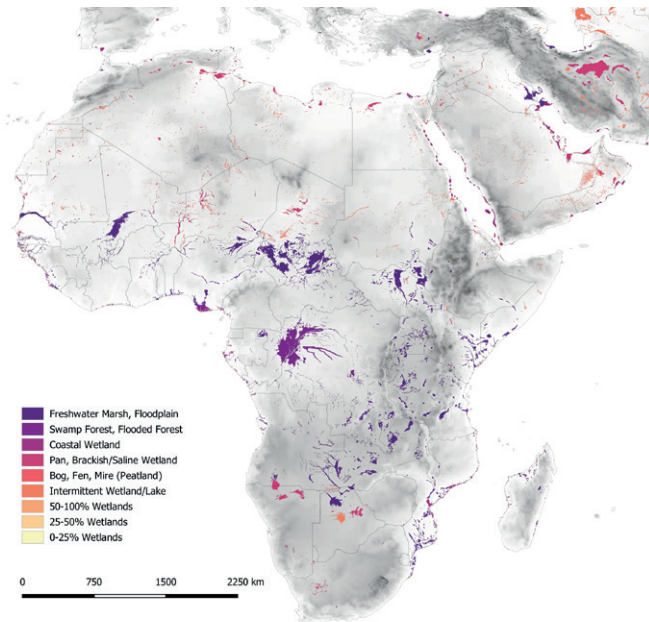 Freshwater Marsh, Floodplain
Swamp Forest, Flooded Forest
Coastal Wetland
Pan, Brackish/Saline Wetland
Bog, Fen, Mire (Peatland)
Intermittent Wetland/Lake
50-100% Wetlands
25-50% Wetlands
0-25% Wetlands
0 750 1500 2250 km